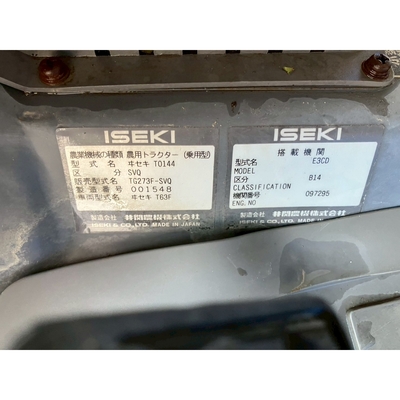 ISEKI
農業機械の種類 農用トラクター (乗用型)
型式名 ヰセキ TO144
区分 SVQ
販売型式名 TG273F-SVQ
製造番号 001548
車両型式名 ヰセキ T63F
製造会社 井関農機株式会社
ISEKI & CO., LTD. MADE IN JAPAN
ISEKI
搭載機関
型式名 E3CD
MODEL
区分 B14
CLASSIFICATION
機関番号 097295
ENG. NO
製造会社 井関農機株式会社
ISEKI & CO., LTD. MADE IN JAPAN